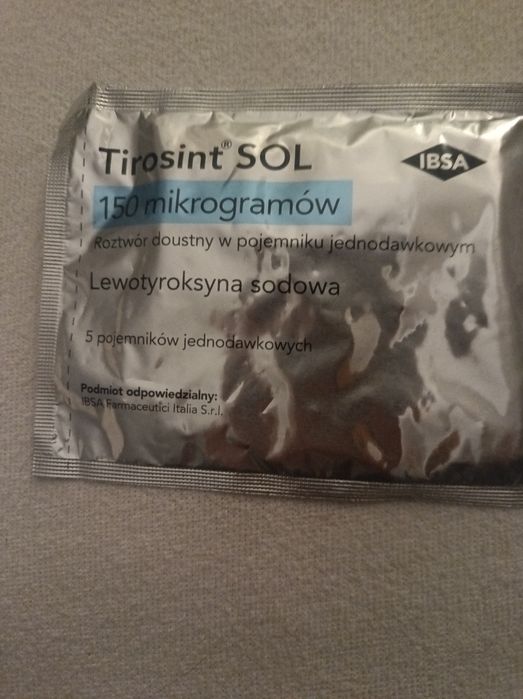 Tirosint® SOL
IBSA
150 mikrogramów
Roztwór doustny w pojemniku jednodawkowym
Lewotyroksyna sodowa
5 pojemników jednodawkowych
Podmiot odpowiedzialny:
IBSA Farmaceutici Italia S.r.l.